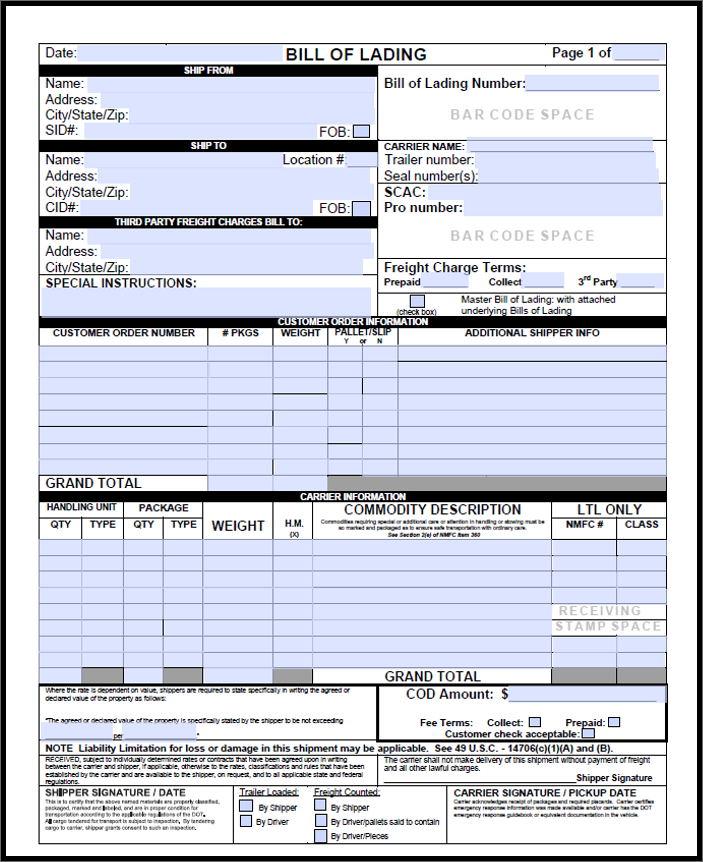 Date: BILL OF LADING Page 1 of
SHIP FROM
Name:
Address:
City/State/Zip:
SID#: FOB:
Bill of Lading Number:
BAR CODE SPACE
SHIP TO
Name: Location #:
Address:
City/State/Zip:
CID#: FOB:
CARRIER NAME:
Trailer number:
Seal number(s):
SCAC:
Pro number:
THIRD PARTY FREIGHT CHARGES BILL TO:
Name:
Address:
City/State/Zip:
BAR CODE SPACE
SPECIAL INSTRUCTIONS:
Freight Charge Terms:
Prepaid Collect 3rd Party
(check box)
Master Bill of Lading: with attached
underlying Bills of Lading
CUSTOMER ORDER INFORMATION
CUSTOMER ORDER NUMBER # PKGS WEIGHT PALLET/SLIP ADDITIONAL SHIPPER INFO
Y or N
GRAND TOTAL
CARRIER INFORMATION
HANDLING UNIT PACKAGE COMMODITY DESCRIPTION LTL ONLY
QTY TYPE QTY TYPE WEIGHT H.M.
(X)
Commodities requiring special or additional care or attention in handling or stowing must be
so marked and packaged as to ensure safe transportation with ordinary care.
See Section 2(e) of NMFC Item 360
NMFC # CLASS
RECEIVING
STAMP SPACE
GRAND TOTAL
Where the rate is dependent on value, shippers are required to state specifically in writing the agreed or
declared value of the property as follows:
"The agreed or declared value of the property is specifically stated by the shipper to be not exceeding
per ."
COD Amount: $
Fee Terms: Collect: Prepaid:
Customer check acceptable:
NOTE Liability Limitation for loss or damage in this shipment may be applicable. See 49 U.S.C. - 14706(c)(1)(A) and (B).
RECEIVED, subject to individually determined rates or contracts that have been agreed upon in writing
between the carrier and shipper, if applicable, otherwise to the rates, classifications and rules that have been
established by the carrier and are available to the shipper, on request, and to all applicable state and federal
regulations.
The carrier shall not make delivery of this shipment without payment of freight
and all other lawful charges.
Shipper Signature
SHIPPER SIGNATURE / DATE
This is to certify that the above named materials are properly classified,
packaged, marked and labeled, and are in proper condition for
transportation according to the applicable regulations of the DOT.
All cargo tendered for transport is subject to inspection. By tendering
cargo to carrier, shipper grants consent to such an inspection.
Trailer Loaded:
By Shipper
By Driver
Freight Counted:
By Shipper
By Driver/pallets said to contain
By Driver/Pieces
CARRIER SIGNATURE / PICKUP DATE
Carrier acknowledges receipt of packages and required placards. Carrier certifies
emergency response information was made available and/or carrier has the DOT
emergency response guidebook or equivalent documentation in the vehicle.